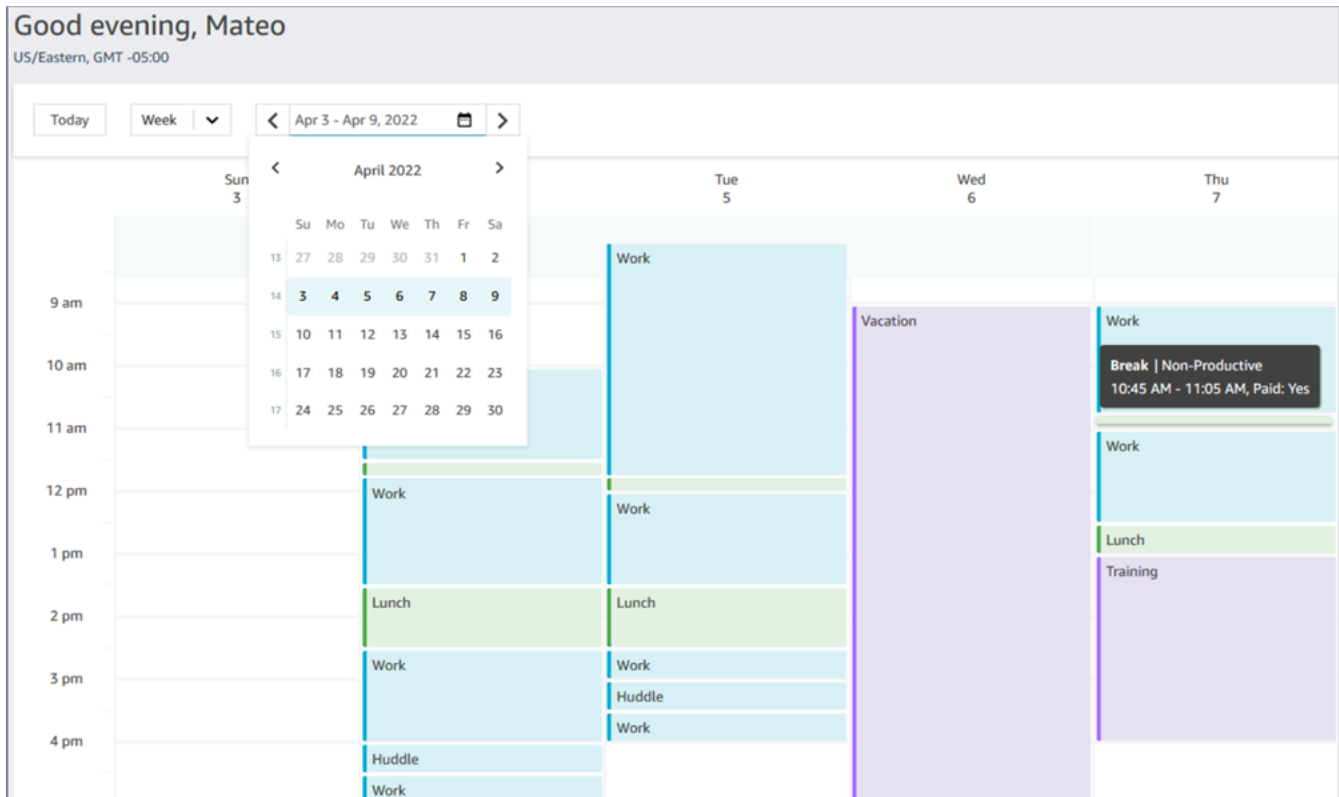 Good evening, Mateo
US/Eastern, GMT -05:00
Today
Week
Apr 3 - Apr 9, 2022
April 2022
Su Mo Tu We Th Fr Sa
13 27 28 29 30 31 1 2
14 3 4 5 6 7 8 9
15 10 11 12 13 14 15 16
16 17 18 19 20 21 22 23
17 24 25 26 27 28 29 30
Sun
3
Tue
5
Wed
6
Thu
7
9 am
10 am
11 am
12 pm
1 pm
2 pm
3 pm
4 pm
Work
Lunch
Work
Huddle
Work
Work
Work
Lunch
Work
Huddle
Work
Vacation
Work
Break | Non-Productive
10:45 AM - 11:05 AM, Paid: Yes
Work
Lunch
Training